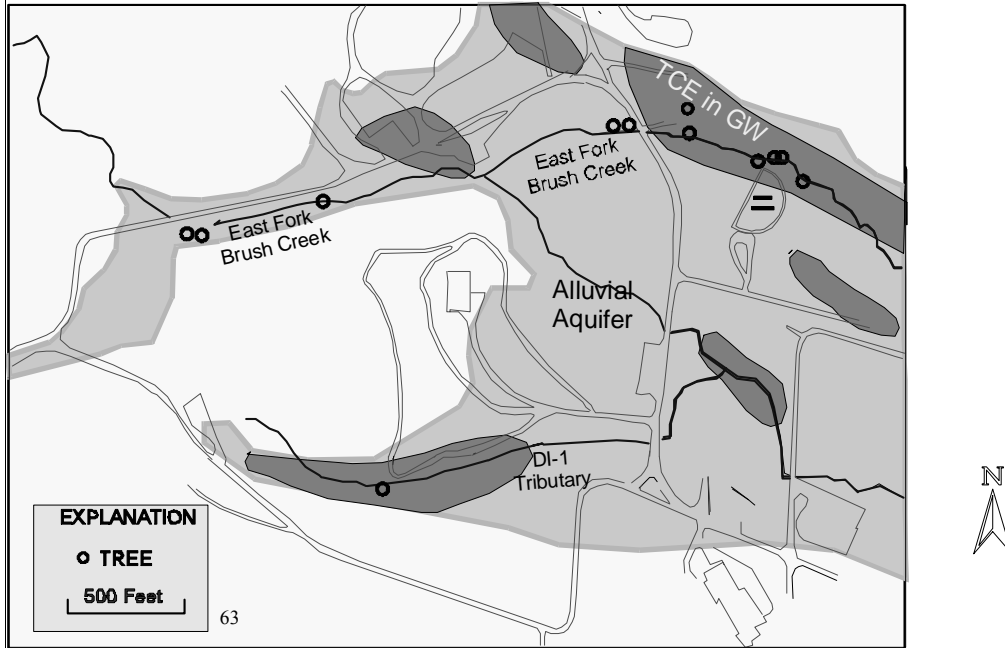 TCE in GW
East Fork
Brush Creek
East Fork
Brush Creek
Alluvial
Aquifer
DI-1
Tributary
EXPLANATION
TREE
500 Feet
63
N